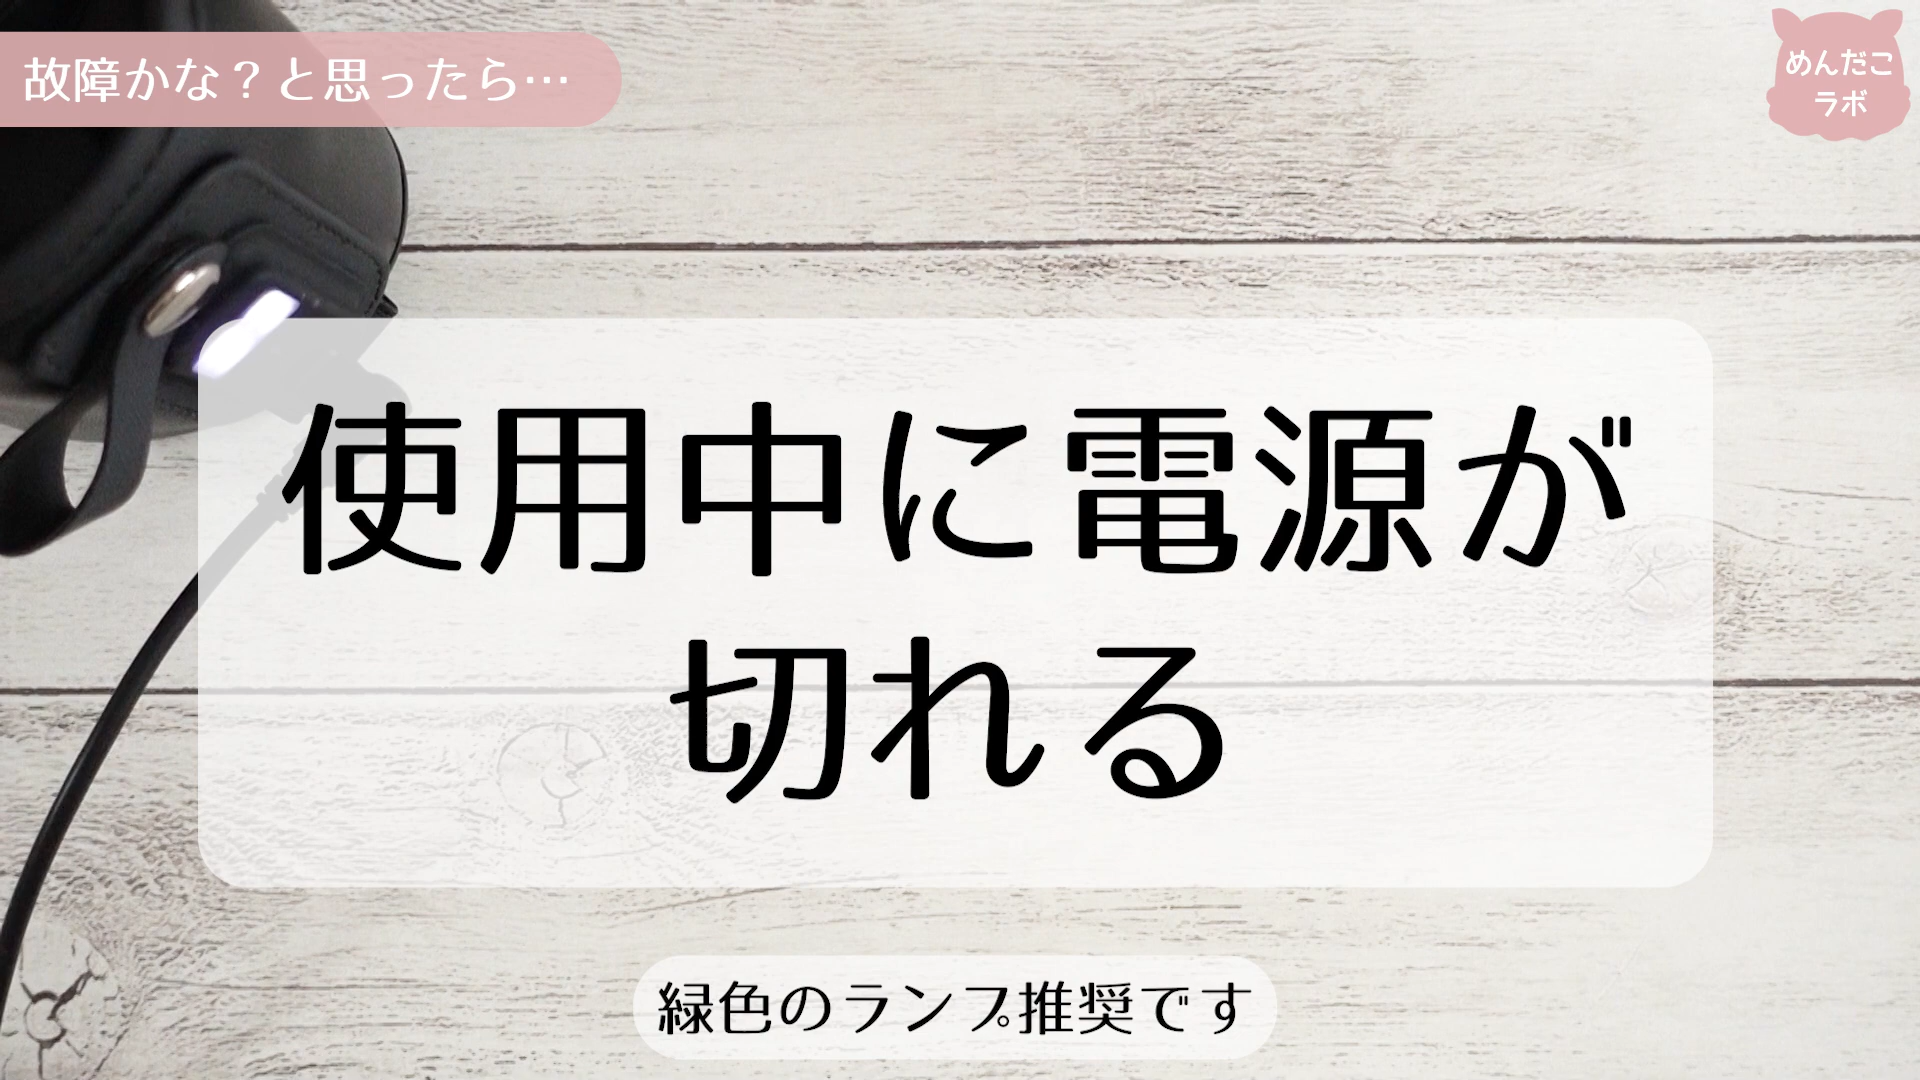 故障かな？と思ったら…
めんだこ
ラボ
使用中に電源が
切れる
緑色のランプ推奨です